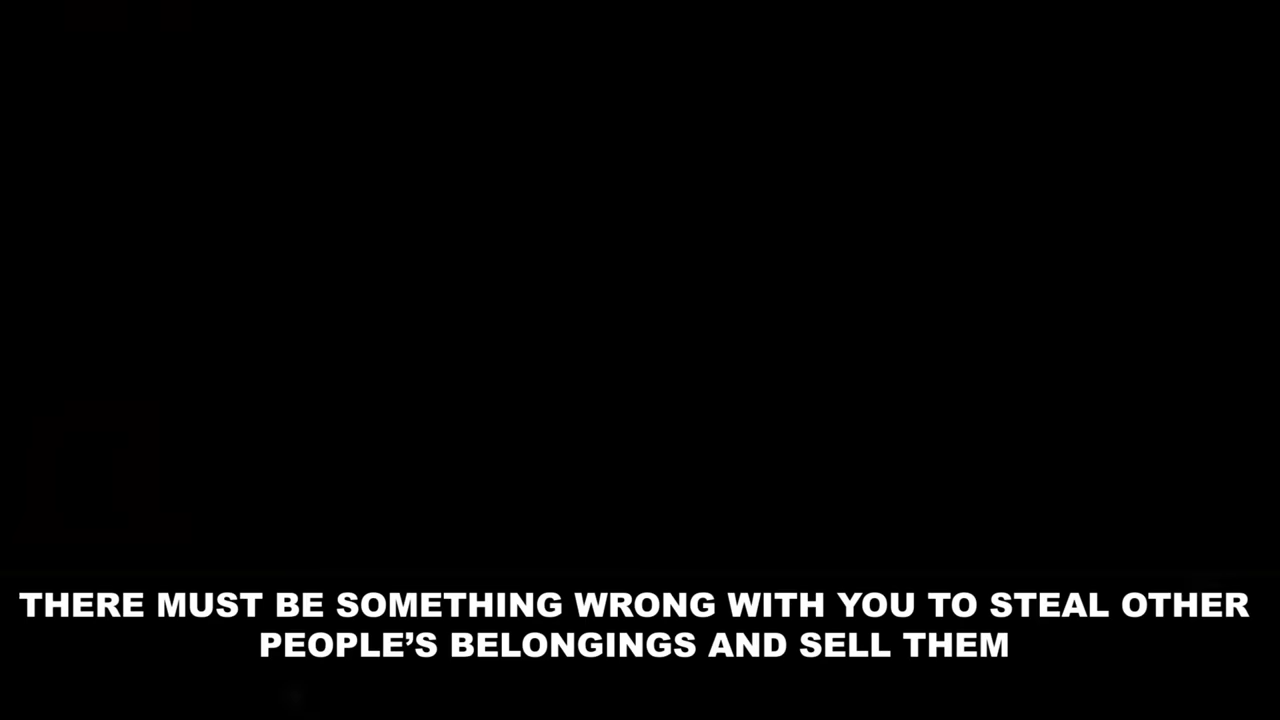 THERE MUST BE SOMETHING WRONG WITH YOU TO STEAL OTHER
PEOPLE’S BELONGINGS AND SELL THEM